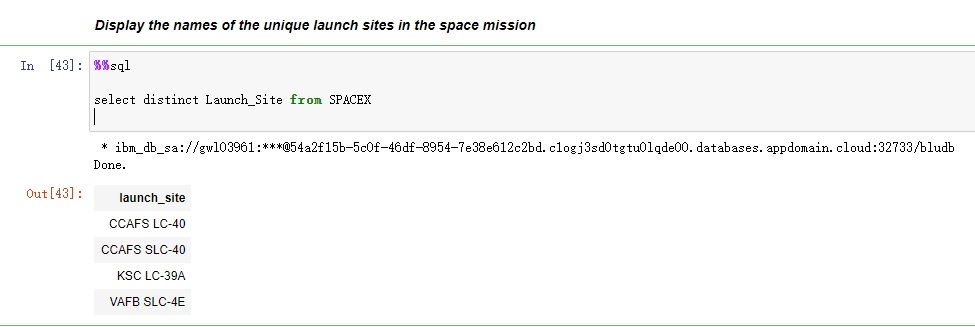 Display the names of the unique launch sites in the space mission
In [43]: %%sql
select distinct Launch_Site from SPACEX
* ibm_db_sa://gwl03961:***@54a2f15b-5c0f-46df-8954-7e38e612c2bd.c1ogj3sd0tgtu0lqde00.databases.appdomain.cloud:32733/bludb
Done.
Out[43]: launch_site
CCAFS LC-40
CCAFS SLC-40
KSC LC-39A
VAFB SLC-4E